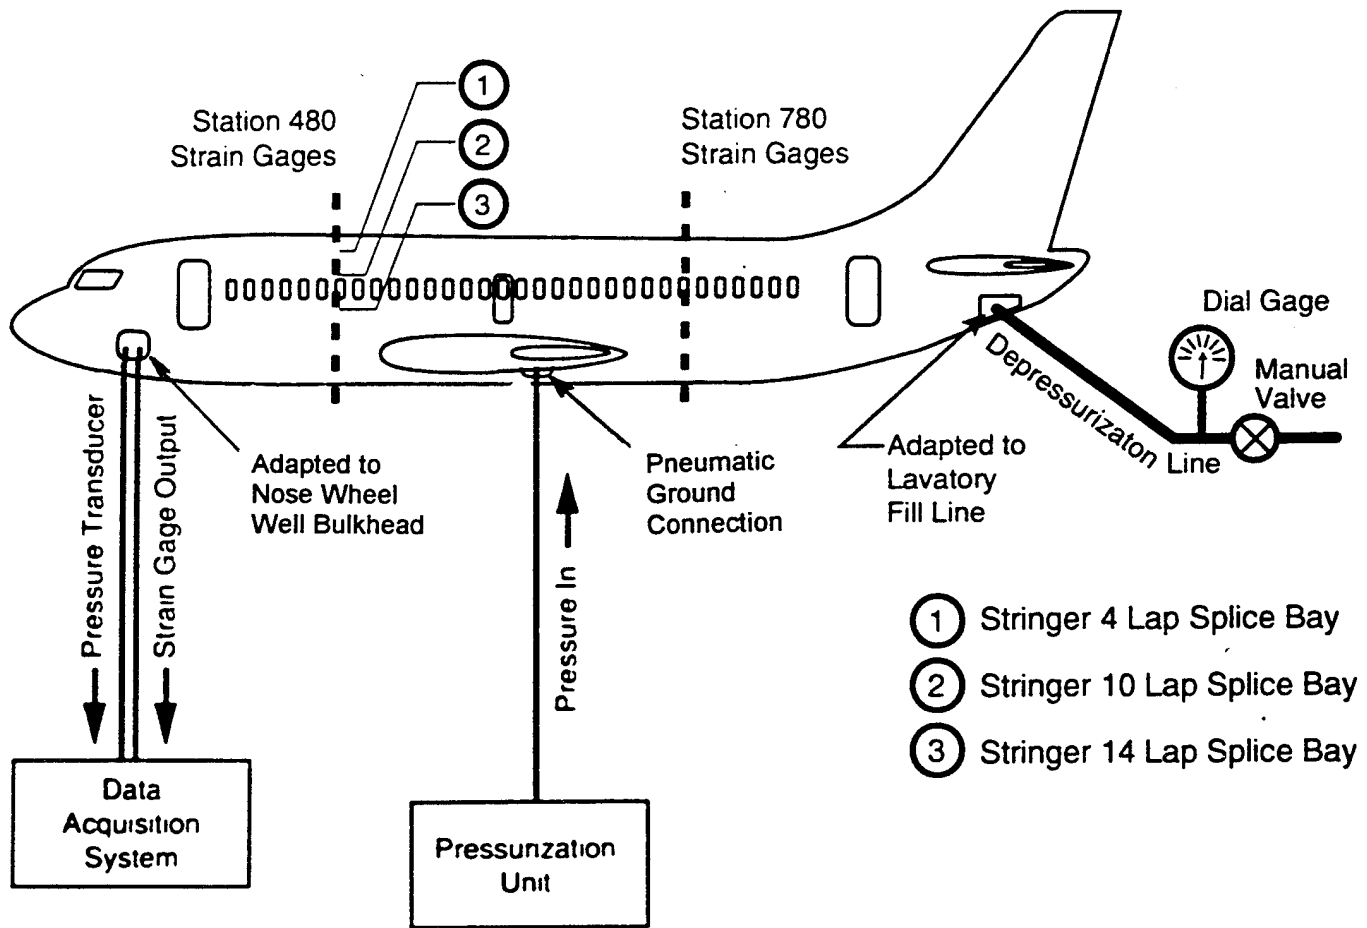 1
Station 480
Strain Gages
2
3
Station 780
Strain Gages
Dial Gage
Manual
Valve
Depressurizaton Line
Adapted to
Nose Wheel
Well Bulkhead
Pneumatic
Ground
Connection
Adapted to
Lavatory
Fill Line
Pressure Transducer
Strain Gage Output
Pressure In
1 Stringer 4 Lap Splice Bay
2 Stringer 10 Lap Splice Bay
3 Stringer 14 Lap Splice Bay
Data
Acquisition
System
Pressurization
Unit